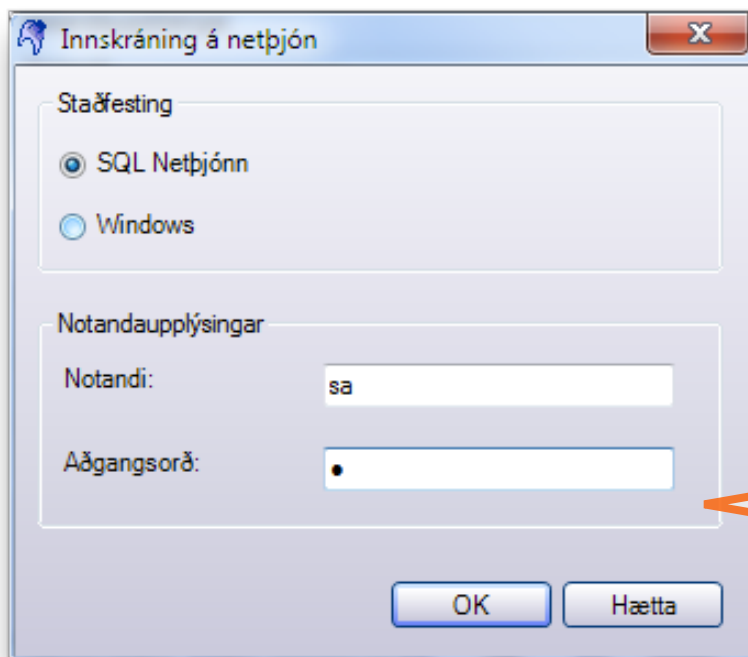 Innskráning á netþjón
Staðfesting
SQL Netþjónn
Windows
Notandaupplýsingar
Notandi:
sa
Aðgangsorð:
●
OK
Hætta